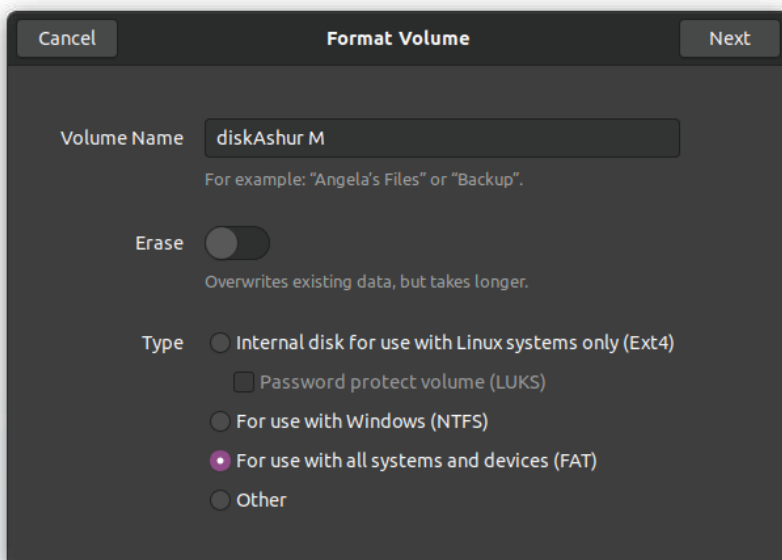 Cancel Format Volume Next
Volume Name diskAshur M
For example: “Angela’s Files” or “Backup”.
Erase
Overwrites existing data, but takes longer.
Type Internal disk for use with Linux systems only (Ext4)
Password protect volume (LUKS)
For use with Windows (NTFS)
For use with all systems and devices (FAT)
Other